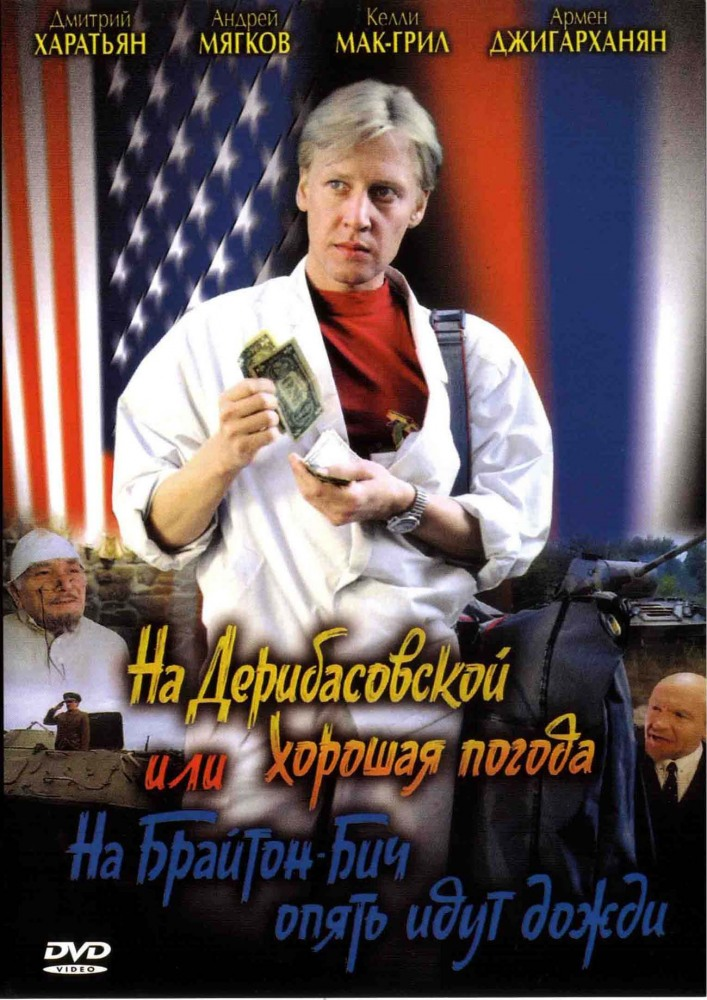 Дмитрий Андрей Келли Армен
ХАРАТЬЯН МЯГКОВ МАК-ГРИЛ ДЖИГАРХАНЯН
На Дерибасовской
или хорошая погода
На Брайтон-Бич
опять идут дожди
DVD
VIDEO